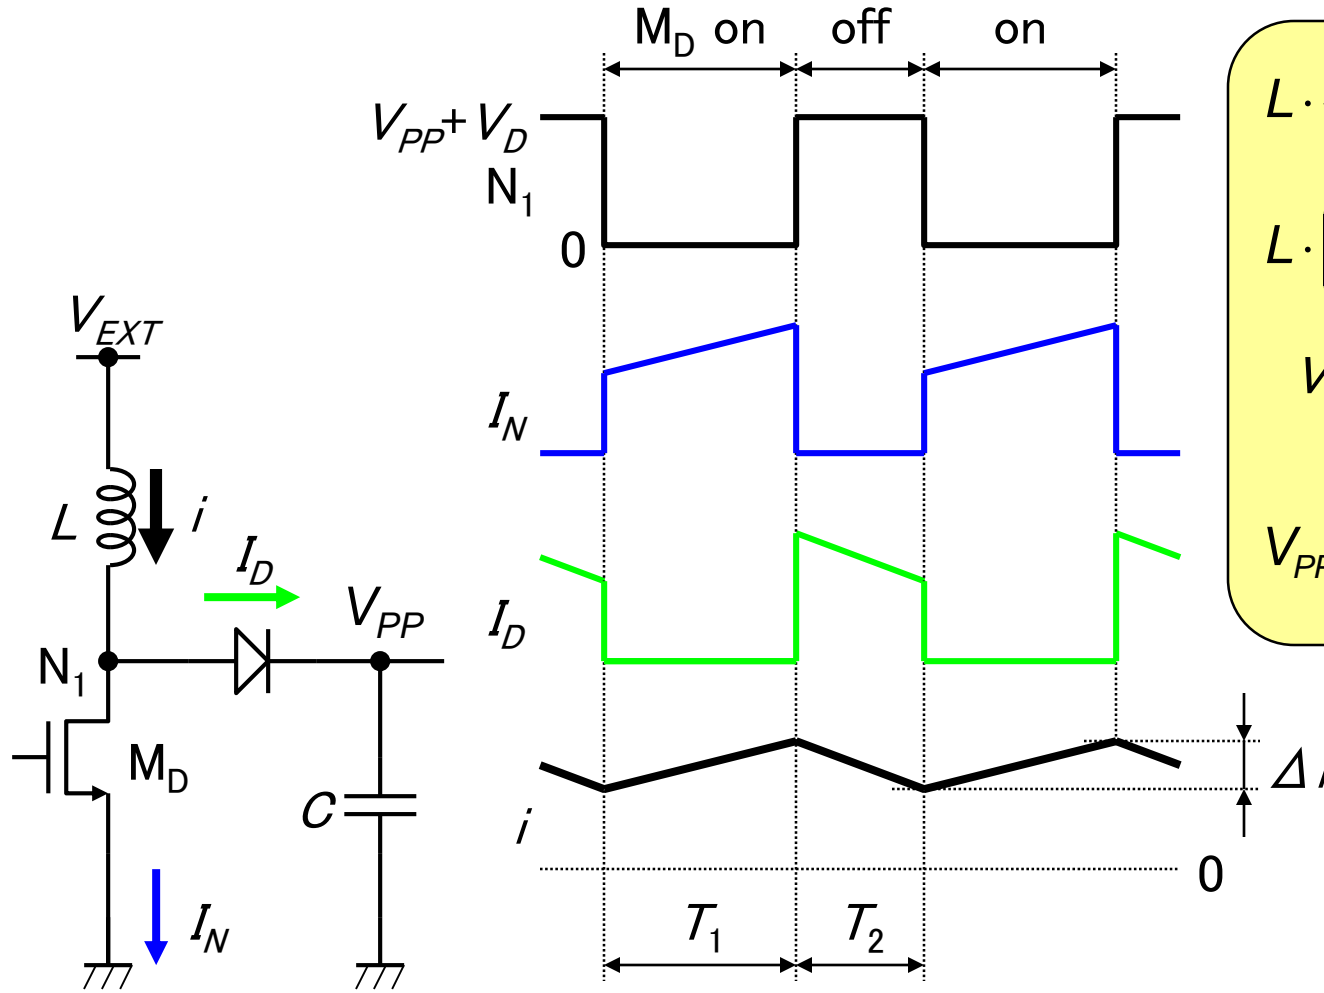 M_D on off on
V_PP + V_D
N_1
0
I_N
I_D
i
0
T_1 T_2
V_EXT
L
i
I_D
V_PP
N_1
M_D
C
I_N
L·
L·
V
V_PP
Δ